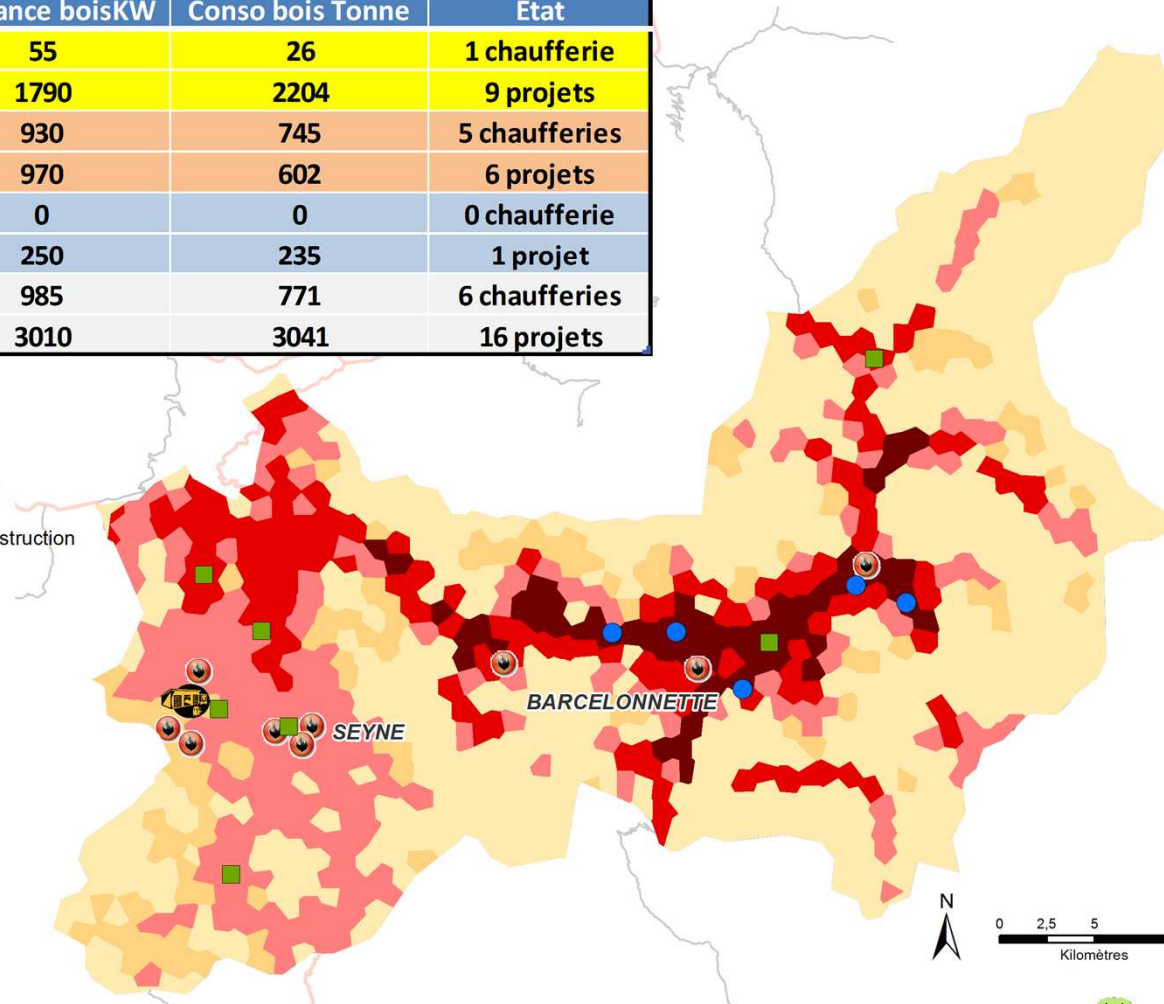 ance boisKW Conso bois Tonne Etat
55 26 1 chaufferie
1790 2204 9 projets
930 745 5 chaufferies
970 602 6 projets
0 0 0 chaufferie
250 235 1 projet
985 771 6 chaufferies
3010 3041 16 projets
struction
BARCELONNETTE
SEYNE
N
0 2,5 5
Kilomètres